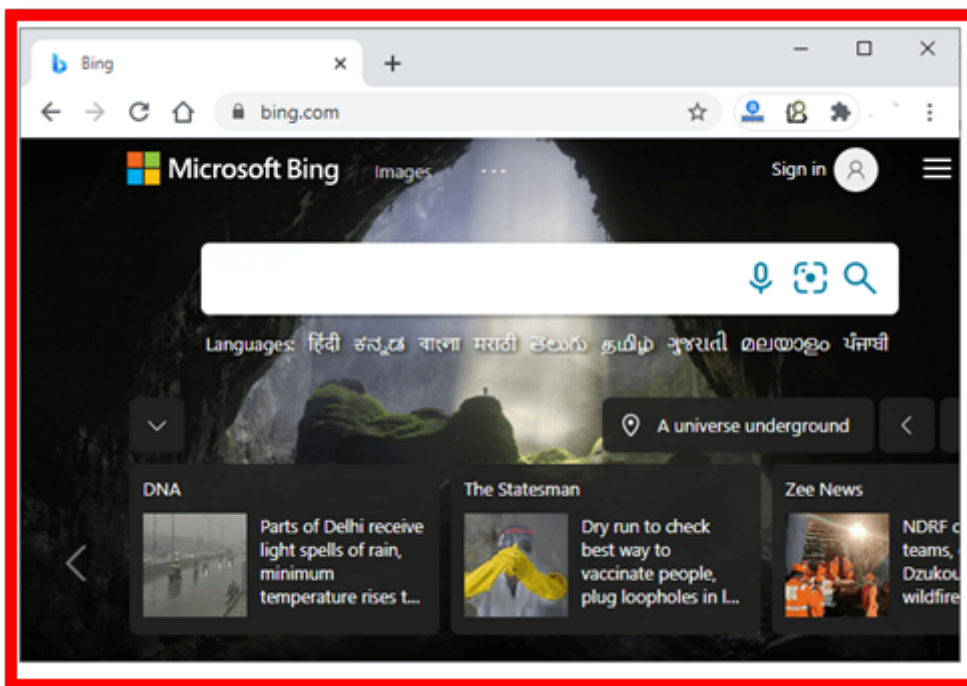 Bing
bing.com
Microsoft Bing Images ... Sign in
Languages: हिंदी ಕನ್ನಡ বাংলা मराठी తెలుగు தமிழ் ગુજરાતી മലയാളം ਪੰਜਾਬੀ
A universe underground
DNA
Parts of Delhi receive
light spells of rain,
minimum
temperature rises t...
The Statesman
Dry run to check
best way to
vaccinate people,
plug loopholes in l...
Zee News
NDRF
teams,
Dzukou
wildfire